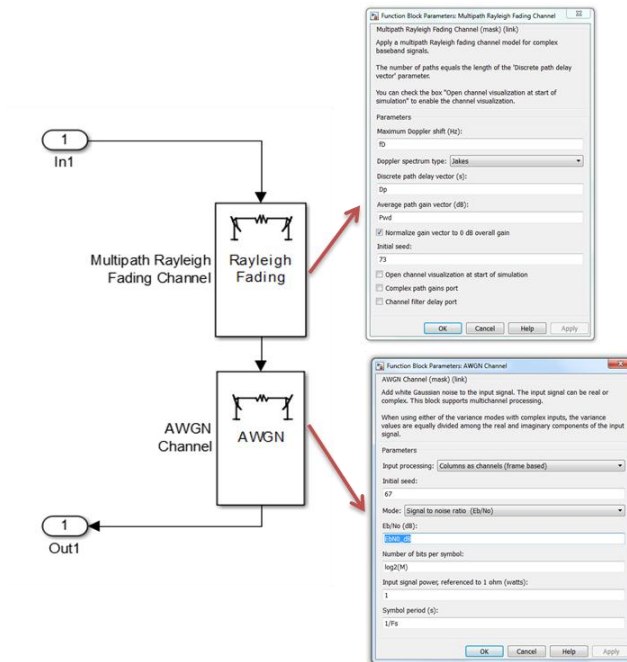 Function Block Parameters: Multipath Rayleigh Fading Channel
Multipath Rayleigh Fading Channel (mask) (link)
Apply a multipath Rayleigh fading channel model for complex
baseband signals.
The number of paths equals the length of the 'Discrete path delay
vector' parameter.
You can check the box "Open channel visualization at start of
simulation" to enable the channel visualization.
Parameters
Maximum Doppler shift (Hz):
fD
Doppler spectrum type: Jakes
Discrete path delay vector (s):
Dp
Average path gain vector (dB):
Pwd
Normalize gain vector to 0 dB overall gain
Initial seed:
73
Open channel visualization at start of simulation
Complex path gains port
Channel filter delay port
OK Cancel Help Apply
1
In1
Multipath Rayleigh
Fading Channel
Rayleigh
Fading
AWGN
Channel
AWGN
1
Out1
Function Block Parameters: AWGN Channel
AWGN Channel (mask) (link)
Add white Gaussian noise to the input signal. The input signal can be real or
complex. This block supports multichannel processing.
When using either of the variance modes with complex inputs, the variance
values are equally divided among the real and imaginary components of the input
signal.
Parameters
Input processing: Columns as channels (frame based)
Initial seed:
67
Mode: Signal to noise ratio (Eb/No)
Eb/No (dB):
EbN0_dB
Number of bits per symbol:
log2(M)
Input signal power, referenced to 1 ohm (watts):
1
Symbol period (s):
1/Fs
OK Cancel Help Apply